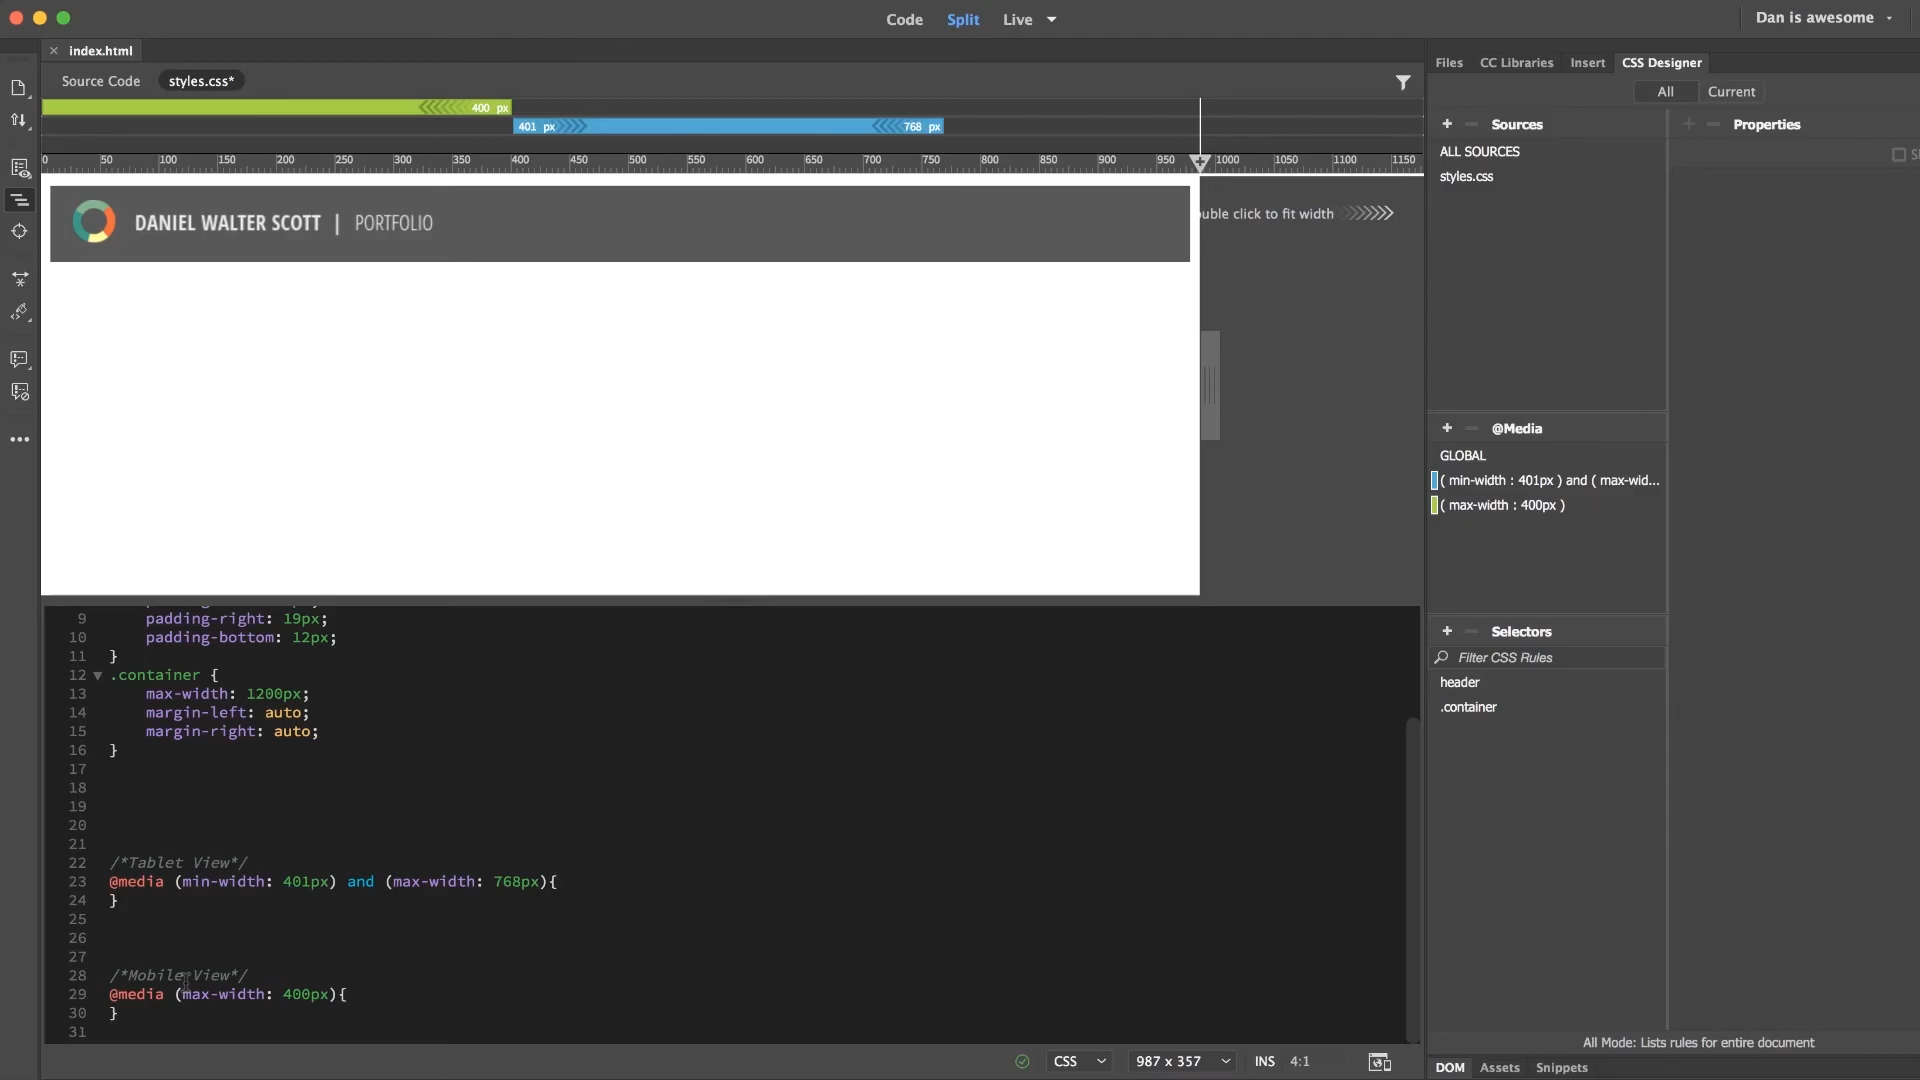 Code Split Live
Dan is awesome
index.html
Source Code styles.css*
400 px
401 px 768 px
0 50 100 150 200 250 300 350 400 450 500 550 600 650 700 750 800 850 900 950 1000 1050 1100 1150
DANIEL WALTER SCOTT | PORTFOLIO
uble click to fit width
9 padding-right: 19px;
10 padding-bottom: 12px;
11 }
12 .container {
13 max-width: 1200px;
14 margin-left: auto;
15 margin-right: auto;
16 }
17
18
19
20
21
22 /*Tablet View*/
23 @media (min-width: 401px) and (max-width: 768px){
24 }
25
26
27
28 /*Mobile View*/
29 @media (max-width: 400px){
30 }
31
CSS 987 x 357 INS 4:1
Files CC Libraries Insert CSS Designer
All Current
+ Sources
ALL SOURCES
styles.css
+ Properties
+ @Media
GLOBAL
( min-width : 401px ) and ( max-wid...
( max-width : 400px )
+ Selectors
Filter CSS Rules
header
.container
All Mode: Lists rules for entire document
DOM Assets Snippets